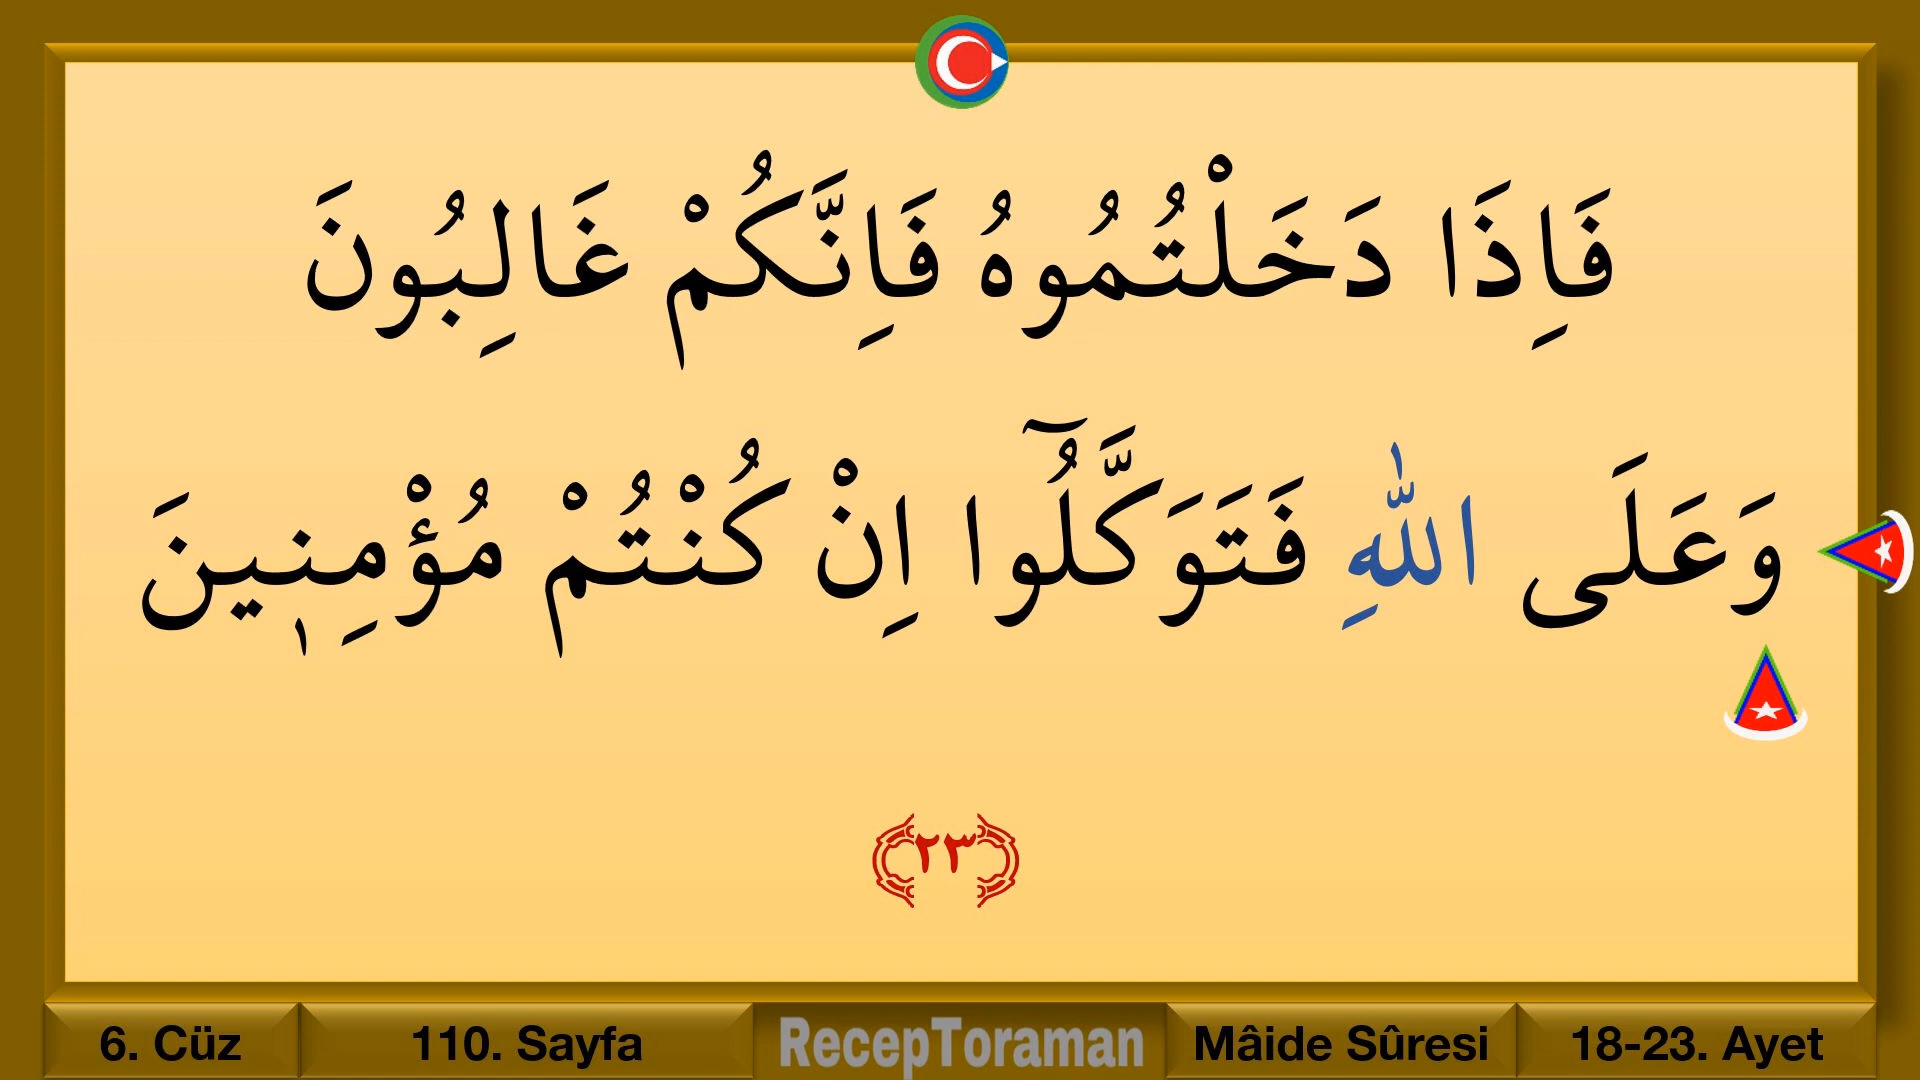 فَاِذَا دَخَلْتُمُوهُ فَاِنَّكُمْ غَالِبُونَ
وَعَلَى اللّٰهِ فَتَوَكَّلُٓوا اِنْ كُنْتُمْ مُؤْمِنٖينَ
﴿٢٣﴾
6. Cüz
110. Sayfa
RecepToraman
Mâide Sûresi
18-23. Ayet